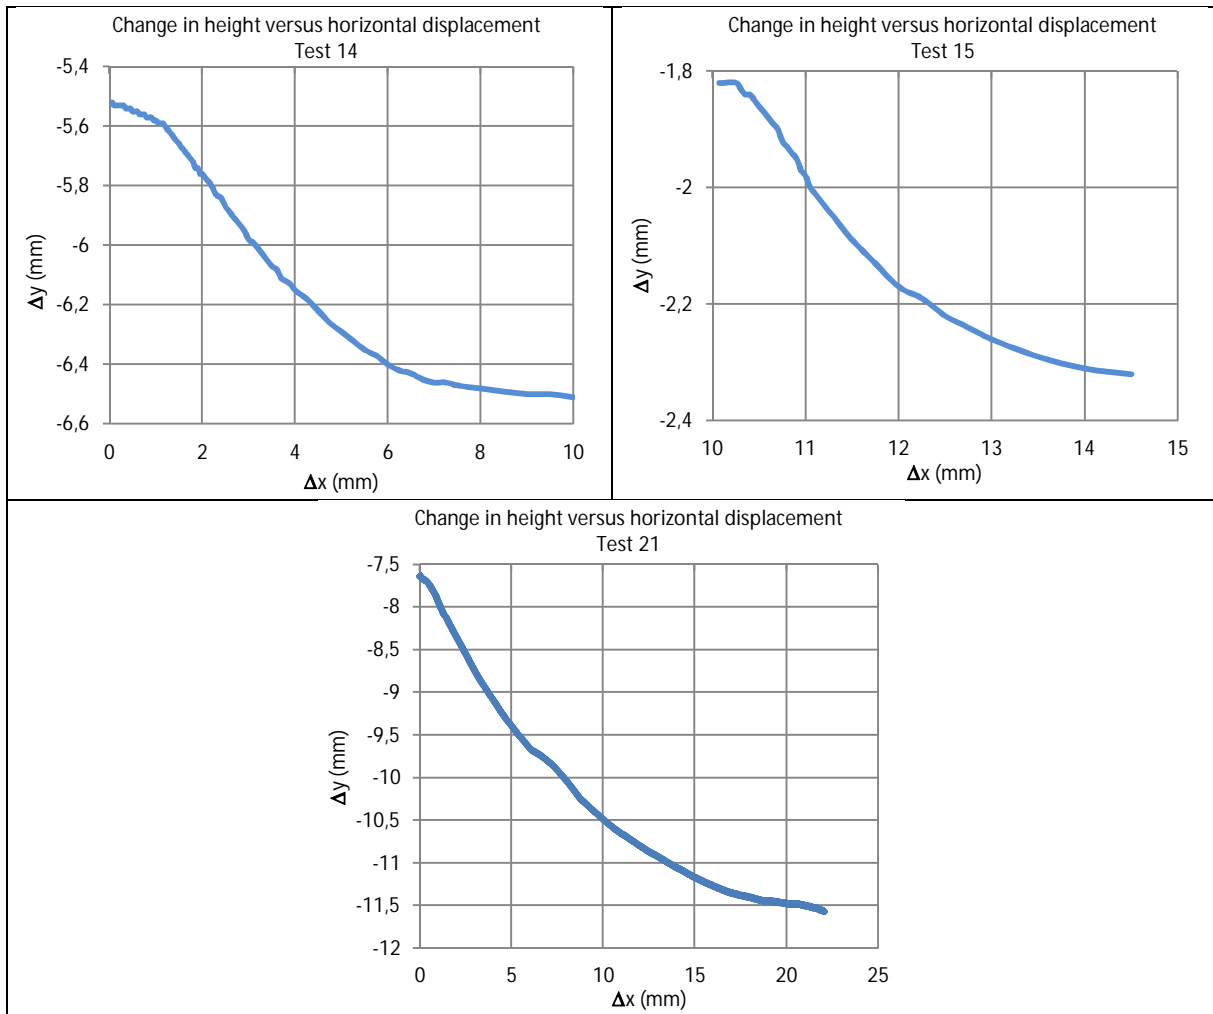 Change in height versus horizontal displacement
Test 14
-5,4
-5,6
-5,8
-6
-6,2
-6,4
-6,6
Δy (mm)
0 2 4 6 8 10
Δx (mm)
Change in height versus horizontal displacement
Test 15
-1,8
-2
-2,2
-2,4
Δy (mm)
10 11 12 13 14 15
Δx (mm)
Change in height versus horizontal displacement
Test 21
-7,5
-8
-8,5
-9
-9,5
-10
-10,5
-11
-11,5
-12
Δy (mm)
0 5 10 15 20 25
Δx (mm)